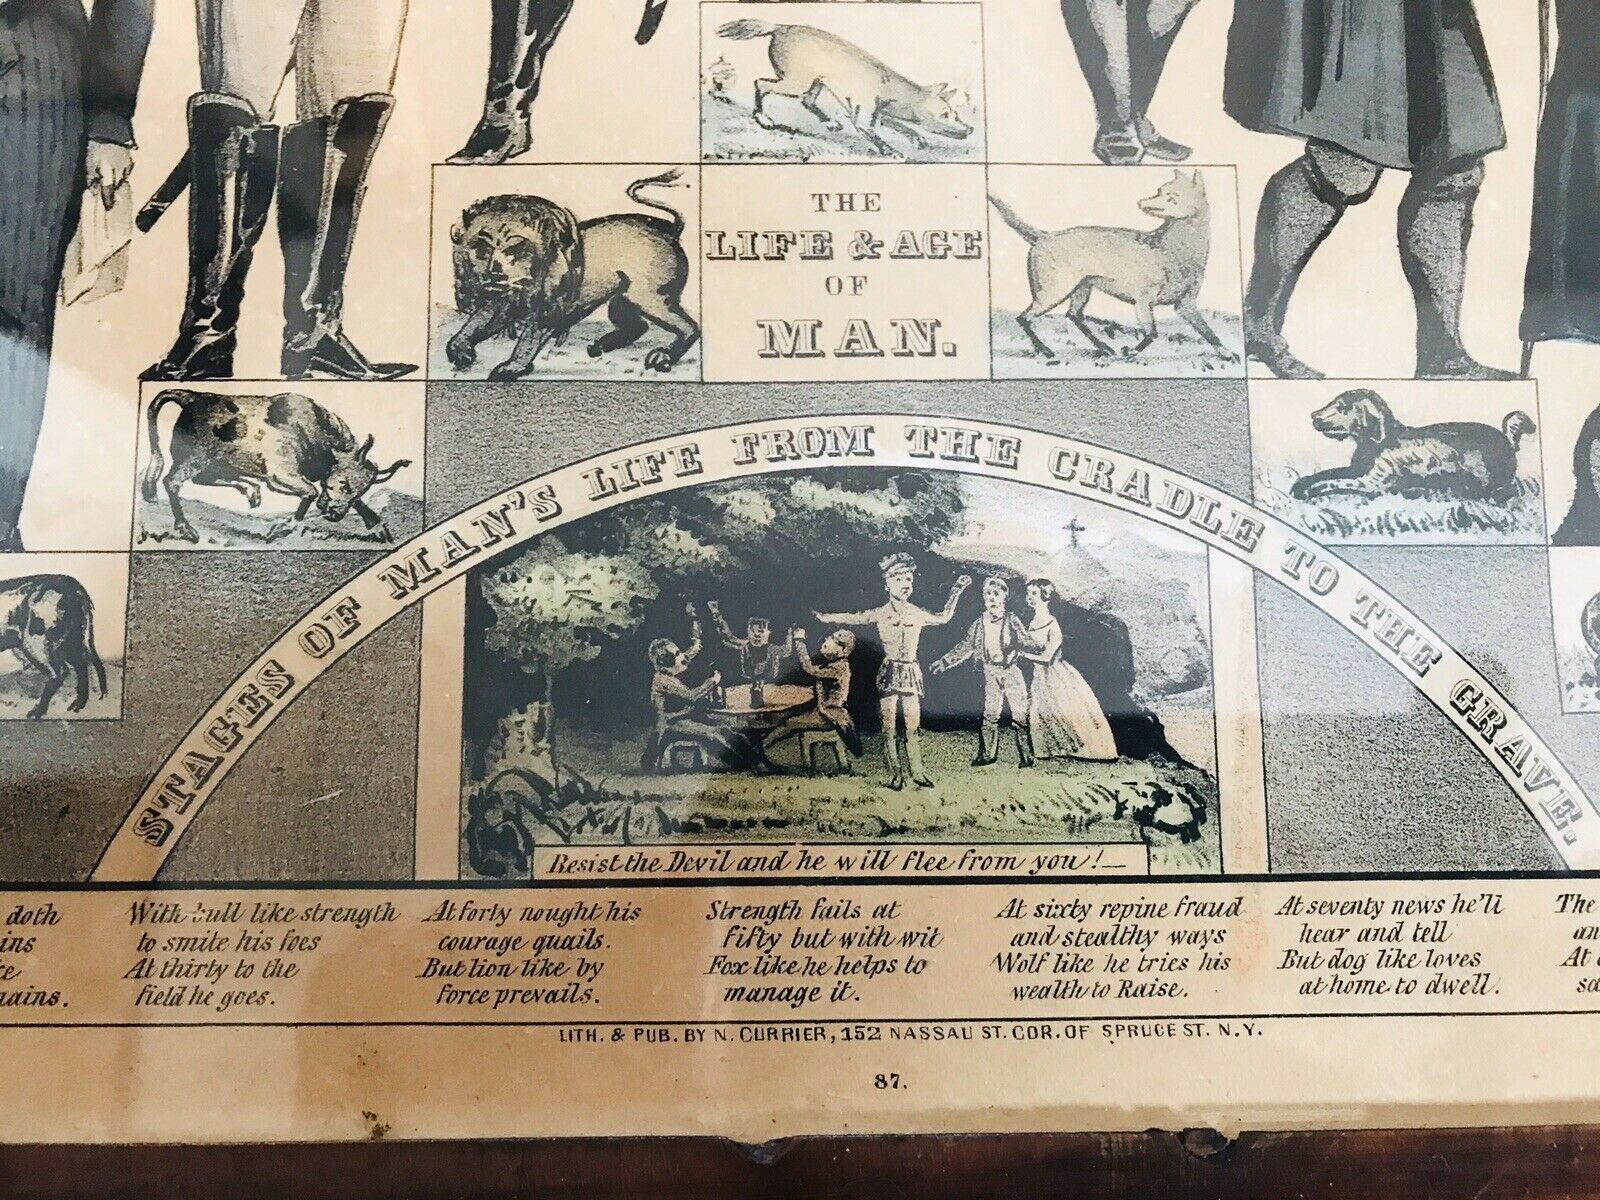 THE
LIFE & AGE
OF
MAN.
STAGES OF MAN'S LIFE FROM THE CRADLE TO THE GRAVE.
Resist the Devil and he will flee from you!—
doth
With bull like strength
to smite his foes
At thirty to the
field he goes.
At forty nought his
courage quails.
But lion like by
force prevails.
Strength fails at
fifty but with wit
Fox like he helps to
manage it.
At sixty repine fraud
and stealthy ways
Wolf like he tries his
wealth to Raise.
At seventy news he'll
hear and tell
But dog like loves
at home to dwell.
The
At
LITH. & PUB. BY N. CURRIER, 152 NASSAU ST. COR. OF SPRUCE ST. N.Y.
87.